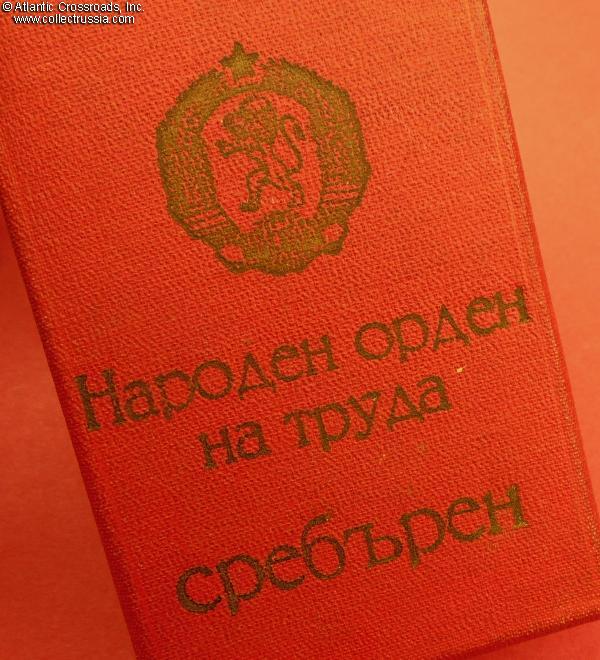 © Atlantic Crossroads, Inc.
www.collectrussia.com
Народен орден
на труда
сребърен